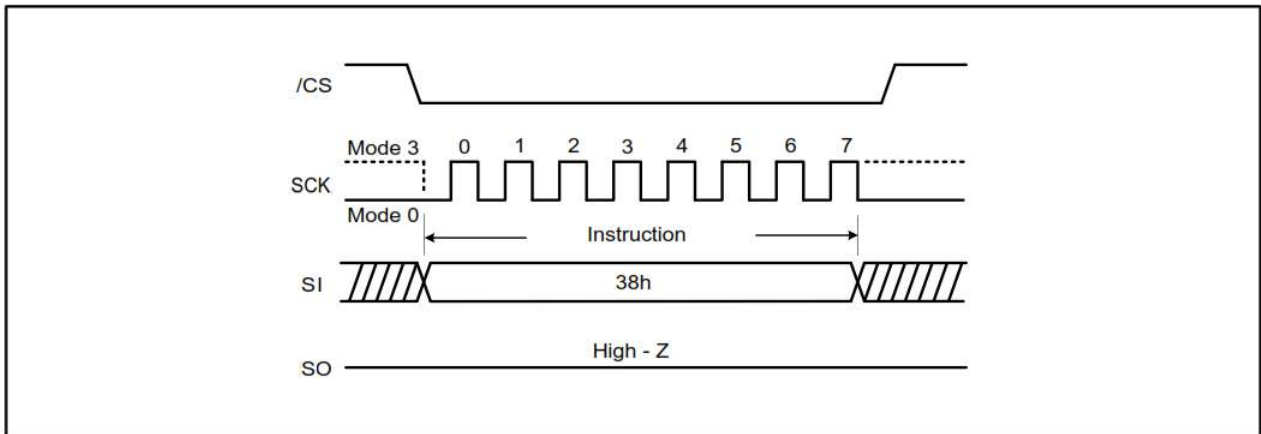 /CS
Mode 3 0 1 2 3 4 5 6 7
SCK
Mode 0
Instruction
SI 38h
High - Z
SO